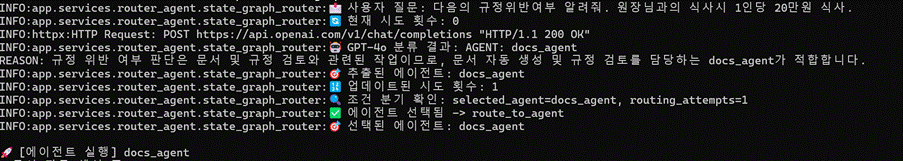 INFO:app.services.router_agent.state_graph_router:📩 사용자 질문: 다음의 규정위반여부 알려줘. 원장님과의 식사시 1인당 20만원 식사.
INFO:app.services.router_agent.state_graph_router:🔄 현재 시도 횟수: 0
INFO:httpx:HTTP Request: POST https://api.openai.com/v1/chat/completions "HTTP/1.1 200 OK"
INFO:app.services.router_agent.state_graph_router:🤖 GPT-4o 분류 결과: AGENT: docs_agent
REASON: 규정 위반 여부 판단은 문서 및 규정 검토와 관련된 작업이므로, 문서 자동 생성 및 규정 검토를 담당하는 docs_agent가 적합합니다.
INFO:app.services.router_agent.state_graph_router:🎯 추출된 에이전트: docs_agent
INFO:app.services.router_agent.state_graph_router:🔢 업데이트된 시도 횟수: 1
INFO:app.services.router_agent.state_graph_router:🔍 조건 분기 확인: selected_agent=docs_agent, routing_attempts=1
INFO:app.services.router_agent.state_graph_router:✅ 에이전트 선택됨 -> route_to_agent
INFO:app.services.router_agent.state_graph_router:🎯 선택된 에이전트: docs_agent
🚀 [에이전트 실행] docs_agent